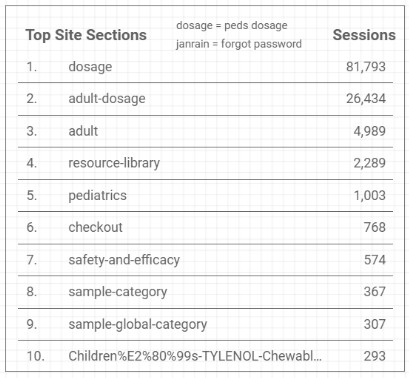 Top Site Sections
dosage = peds dosage
janrain = forgot password
Sessions
1. dosage 81,793
2. adult-dosage 26,434
3. adult 4,989
4. resource-library 2,289
5. pediatrics 1,003
6. checkout 768
7. safety-and-efficacy 574
8. sample-category 367
9. sample-global-category 307
10. Children%E2%80%99s-TYLENOL-Chewabl... 293